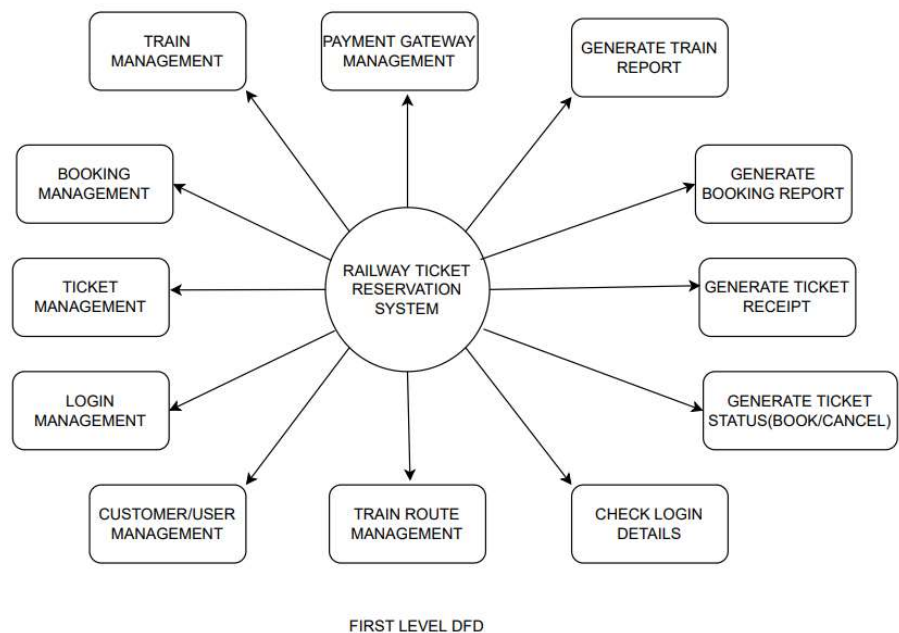 TRAIN
MANAGEMENT
PAYMENT GATEWAY
MANAGEMENT
GENERATE TRAIN
REPORT
BOOKING
MANAGEMENT
GENERATE
BOOKING REPORT
RAILWAY TICKET
RESERVATION
SYSTEM
TICKET
MANAGEMENT
GENERATE TICKET
RECEIPT
LOGIN
MANAGEMENT
GENERATE TICKET
STATUS(BOOK/CANCEL)
CUSTOMER/USER
MANAGEMENT
TRAIN ROUTE
MANAGEMENT
CHECK LOGIN
DETAILS
FIRST LEVEL DFD